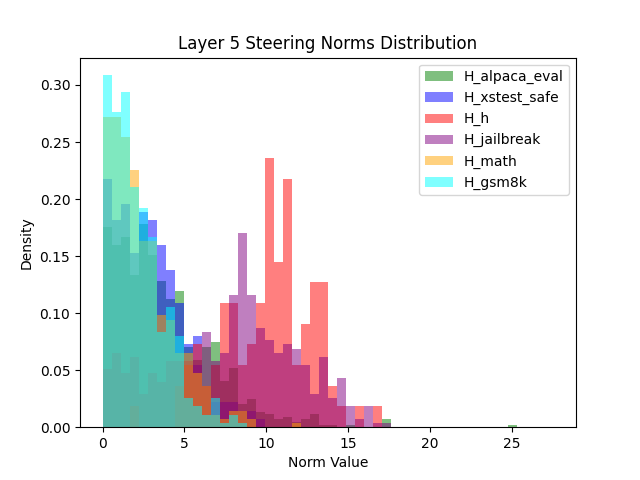 Layer 5 Steering Norms Distribution
H_alpaca_eval
H_xstest_safe
H_h
H_jailbreak
H_math
H_gsm8k
Density
0.30
0.25
0.20
0.15
0.10
0.05
0.00
0 5 10 15 20 25
Norm Value